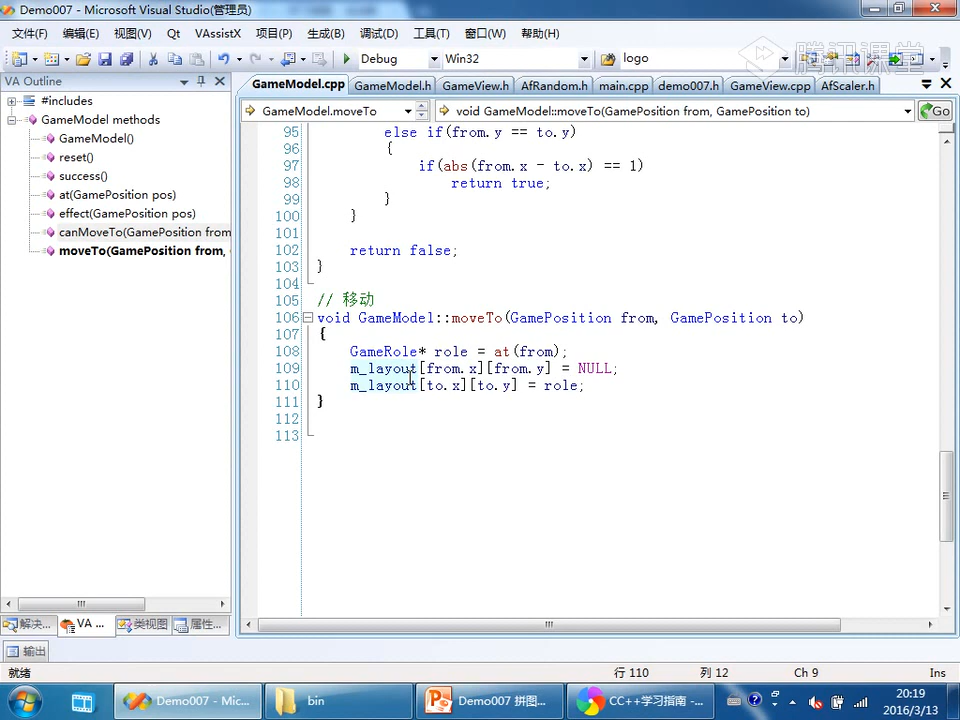 Demo007 - Microsoft Visual Studio(管理员)
文件(F) 编辑(E) 视图(V) Qt VAssistX 项目(P) 生成(B) 调试(D) 工具(T) 窗口(W) 帮助(H)
Debug Win32 logo
腾讯课堂
VA Outline
GameModel.cpp GameModel.h GameView.h AfRandom.h main.cpp demo007.h GameView.cpp AfScaler.h
GameModel.moveTo void GameModel::moveTo(GamePosition from, GamePosition to) Go
#includes
GameModel methods
GameModel()
reset()
success()
at(GamePosition pos)
effect(GamePosition pos)
canMoveTo(GamePosition from
moveTo(GamePosition from,
95 else if(from.y == to.y)
96 {
97 if(abs(from.x - to.x) == 1)
98 return true;
99 }
100 }
101
102 return false;
103 }
104
105 // 移动
106 void GameModel::moveTo(GamePosition from, GamePosition to)
107 {
108 GameRole* role = at(from);
109 m_layout[from.x][from.y] = NULL;
110 m_layout[to.x][to.y] = role;
111 }
112
113
解决... VA ... 类视图 属性...
输出
就绪 行 110 列 12 Ch 9 Ins
Demo007 - Mic... bin Demo007 拼图... CC++学习指南 -... 20:19
2016/3/13